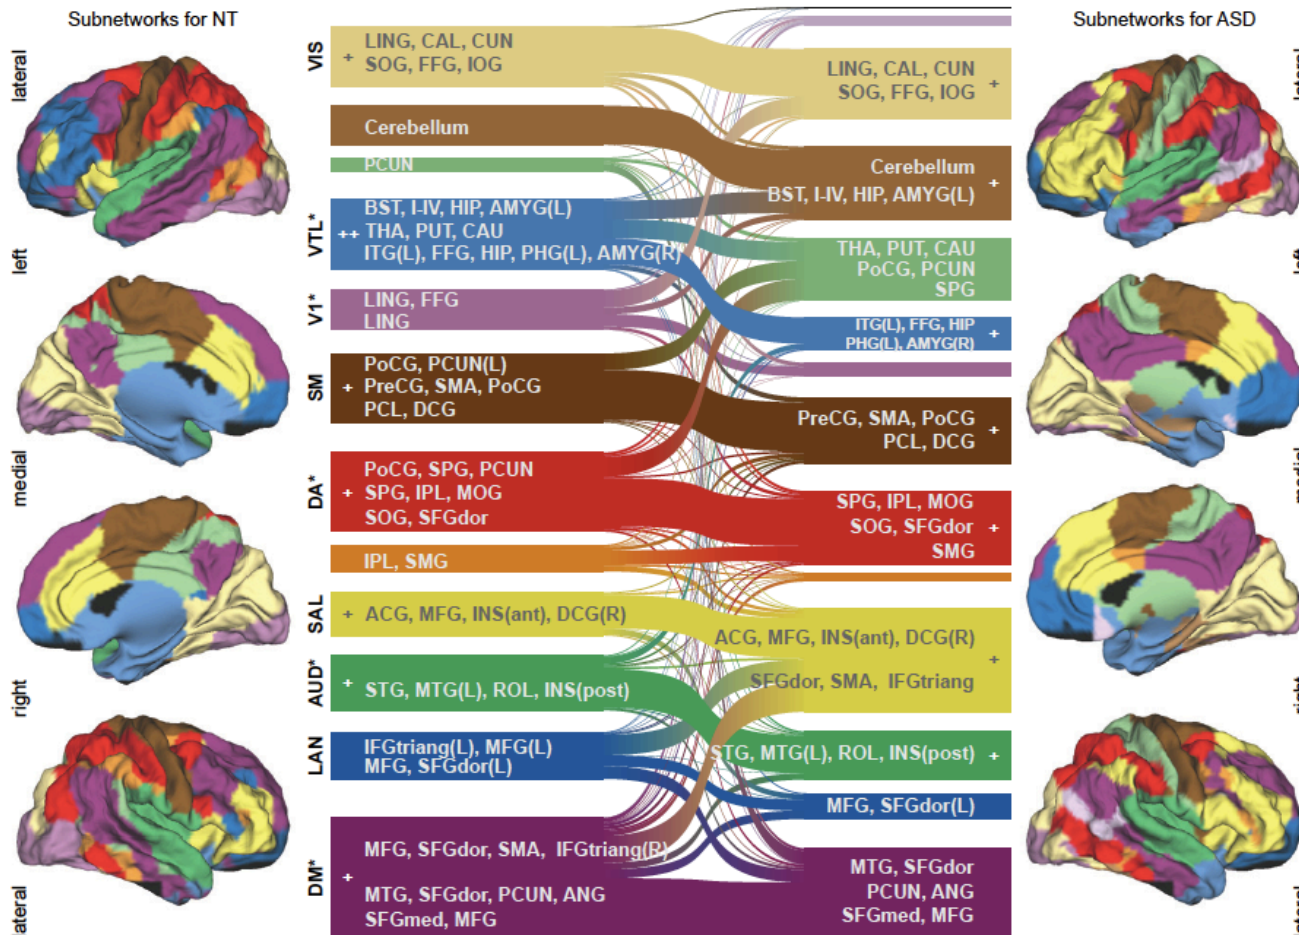 Subnetworks for NT
Subnetworks for ASD
lateral
left
medial
right
lateral
VIS
+ LING, CAL, CUN
SOG, FFG, IOG
Cerebellum
PCUN
VTL*
BST, I-IV, HIP, AMYG(L)
++ THA, PUT, CAU
ITG(L), FFG, HIP, PHG(L), AMYG(R)
V1*
LING, FFG
LING
SM
PoCG, PCUN(L)
+ PreCG, SMA, PoCG
PCL, DCG
DA*
PoCG, SPG, PCUN
+ SPG, IPL, MOG
SOG, SFGdor
IPL, SMG
SAL
+ ACG, MFG, INS(ant), DCG(R)
AUD*
+ STG, MTG(L), ROL, INS(post)
LAN
IFGtriang(L), MFG(L)
MFG, SFGdor(L)
DM*
MFG, SFGdor, SMA, IFGtriang(R)
+
MTG, SFGdor, PCUN, ANG
SFGmed, MFG
LING, CAL, CUN +
SOG, FFG, IOG
Cerebellum
+
BST, I-IV, HIP, AMYG(L)
THA, PUT, CAU
PoCG, PCUN
SPG
ITG(L), FFG, HIP +
PHG(L), AMYG(R)
PreCG, SMA, PoCG +
PCL, DCG
SPG, IPL, MOG
SOG, SFGdor +
SMG
ACG, MFG, INS(ant), DCG(R)
+
SFGdor, SMA, IFGtriang
STG, MTG(L), ROL, INS(post) +
MFG, SFGdor(L)
MTG, SFGdor
PCUN, ANG
SFGmed, MFG
lateral
left
medial
right
lateral